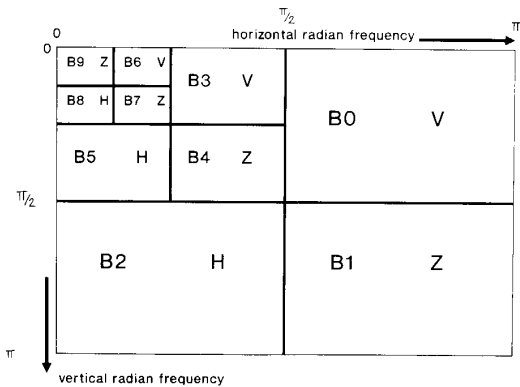 π/2
0 horizontal radian frequency π
0
B9 Z B6 V
B3 V
B8 H B7 Z
B0 V
B5 H B4 Z
π/2
B2 H B1 Z
π
vertical radian frequency